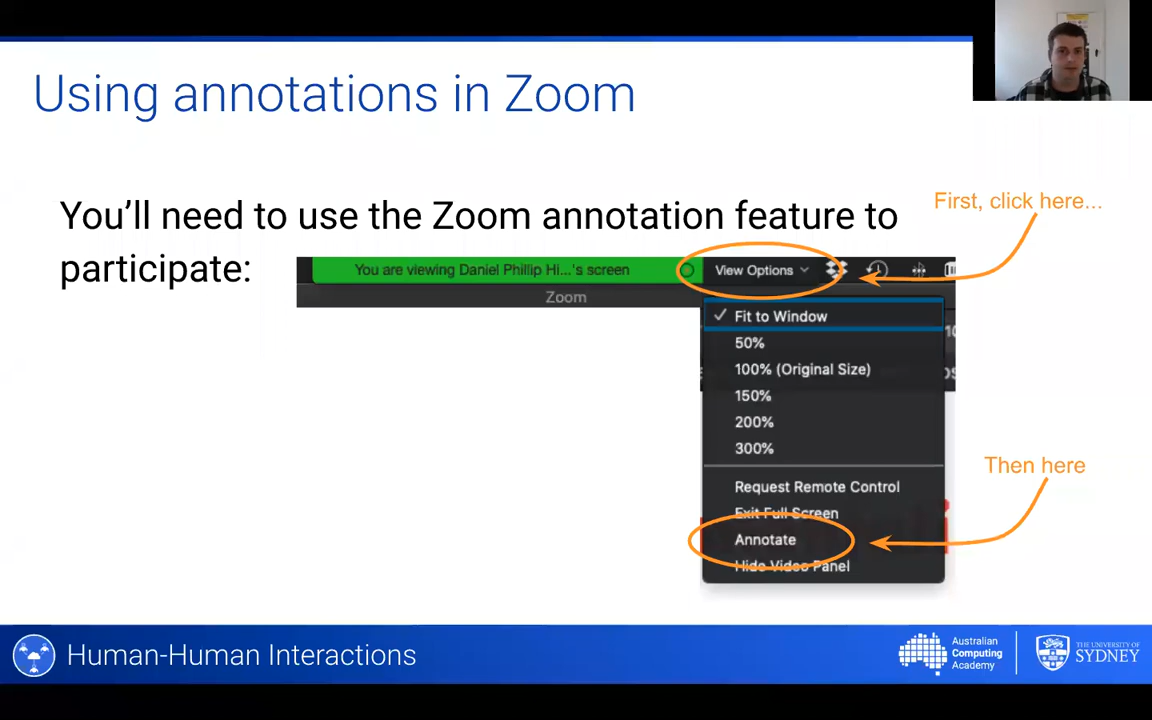 Using annotations in Zoom
You'll need to use the Zoom annotation feature to
participate:
First, click here...
You are viewing Daniel Phillip Hi...'s screen
View Options
Zoom
✓ Fit to Window
50%
100% (Original Size)
150%
200%
300%
Then here
Request Remote Control
Exit Full Screen
Annotate
Hide Video Panel
Human-Human Interactions
Australian
Computing
Academy
THE UNIVERSITY OF
SYDNEY